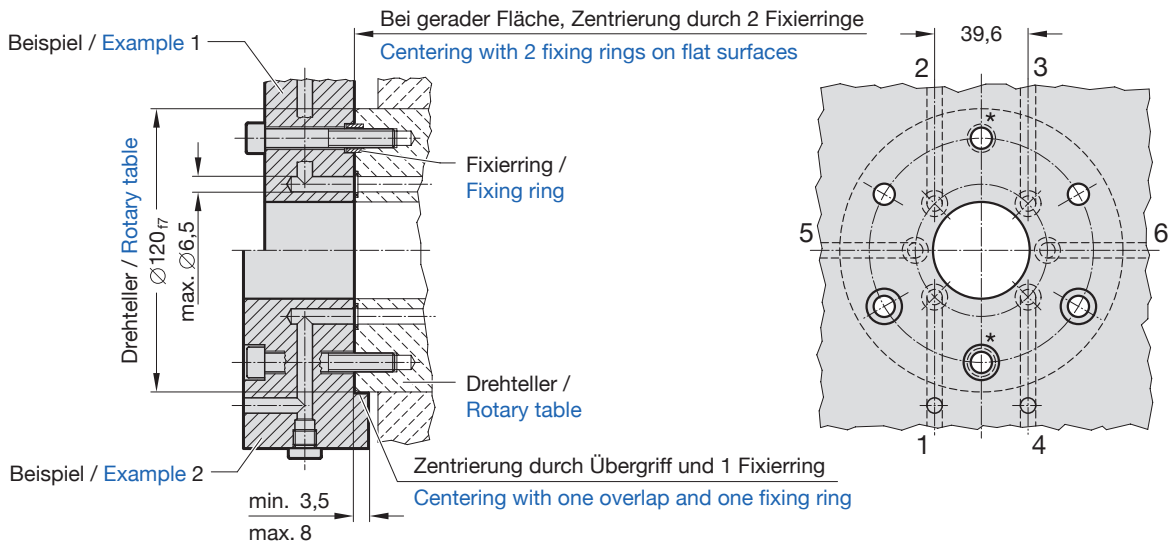 Bei gerader Fläche, Zentrierung durch 2 Fixierringe
Centering with 2 fixing rings on flat surfaces
Beispiel / Example 1
39,6
2
3
*
Fixierring /
Fixing ring
Drehteller / Rotary table
∅120f7
max. ∅6,5
5
6
*
Drehteller /
Rotary table
1
4
Beispiel / Example 2
Zentrierung durch Übergriff und 1 Fixierring
Centering with one overlap and one fixing ring
min. 3,5
max. 8